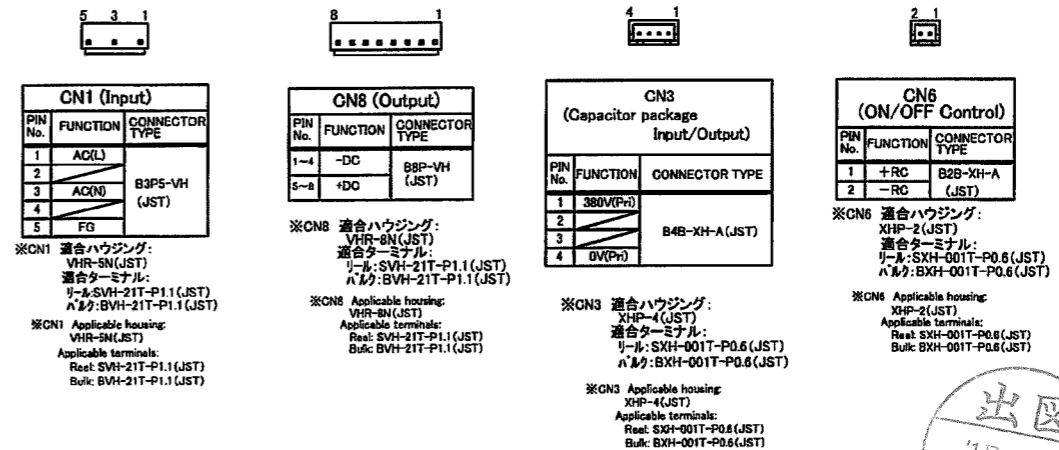 5 3 1
CN1 (Input)
PIN No. FUNCTION CONNECTOR TYPE
1 AC(L)
2
3 AC(N)
4
5 FG
B3P5-VH
(JST)
※CN1 適合ハウジング:
VHR-5N(JST)
適合ターミナル:
リール:SVH-21T-P1.1(JST)
バルク:BVH-21T-P1.1(JST)
※CN1 Applicable housing:
VHR-5N(JST)
Applicable terminals:
Reel: SVH-21T-P1.1(JST)
Bulk: BVH-21T-P1.1(JST)
8 1
CN8 (Output)
PIN No. FUNCTION CONNECTOR TYPE
1~4 -DC
5~8 +DC
B8P-VH
(JST)
※CN8 適合ハウジング:
VHR-8N(JST)
適合ターミナル:
リール:SVH-21T-P1.1(JST)
バルク:BVH-21T-P1.1(JST)
※CN8 Applicable housing:
VHR-8N(JST)
Applicable terminals:
Reel: SVH-21T-P1.1(JST)
Bulk: BVH-21T-P1.1(JST)
4 1
CN3
(Capacitor package
Input/Output)
PIN No. FUNCTION CONNECTOR TYPE
1 380V(Pri)
2
3
4 0V(Pri)
B4B-XH-A(JST)
※CN3 適合ハウジング:
XHP-4(JST)
適合ターミナル:
リール:SXH-001T-P0.6(JST)
バルク:BXH-001T-P0.6(JST)
※CN3 Applicable housing:
XHP-4(JST)
Applicable terminals:
Reel: SXH-001T-P0.6(JST)
Bulk: BXH-001T-P0.6(JST)
2 1
CN6
(ON/OFF Control)
PIN No. FUNCTION CONNECTOR TYPE
1 +RC
2 -RC
B2B-XH-A
(JST)
※CN6 適合ハウジング:
XHP-2(JST)
適合ターミナル:
リール:SXH-001T-P0.6(JST)
バルク:BXH-001T-P0.6(JST)
※CN6 Applicable housing:
XHP-2(JST)
Applicable terminals:
Reel: SXH-001T-P0.6(JST)
Bulk: BXH-001T-P0.6(JST)
出図